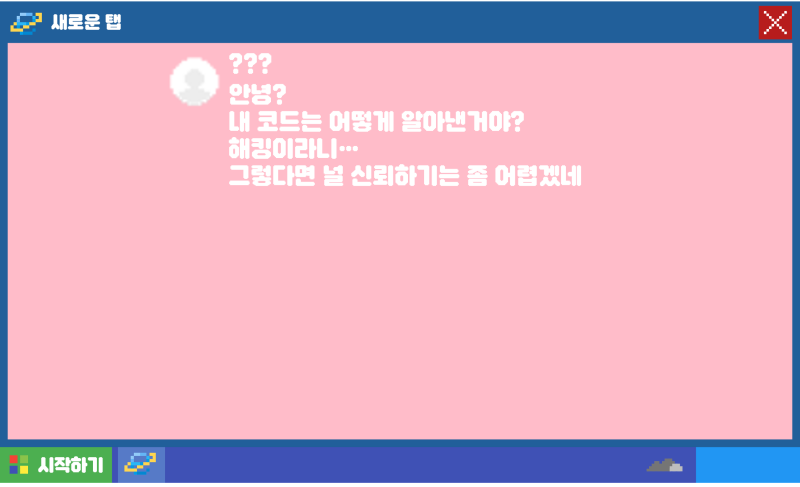 새로운 탭
???
안녕?
내 코드는 어떻게 알아낸거야?
해킹이라니…
그렇다면 널 신뢰하기는 좀 어렵겠네
시작하기